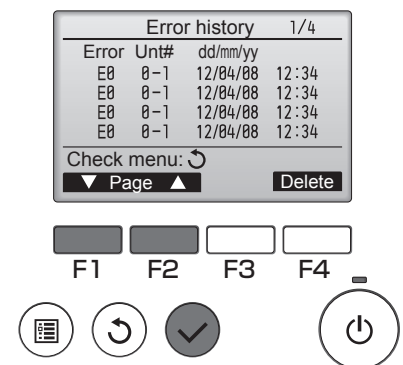 Error history 1/4
Error Unt# dd/mm/yy
E0 0-1 12/04/08 12:34
E0 0-1 12/04/08 12:34
E0 0-1 12/04/08 12:34
E0 0-1 12/04/08 12:34
Check menu:
▼ Page ▲ Delete
F1 F2 F3 F4